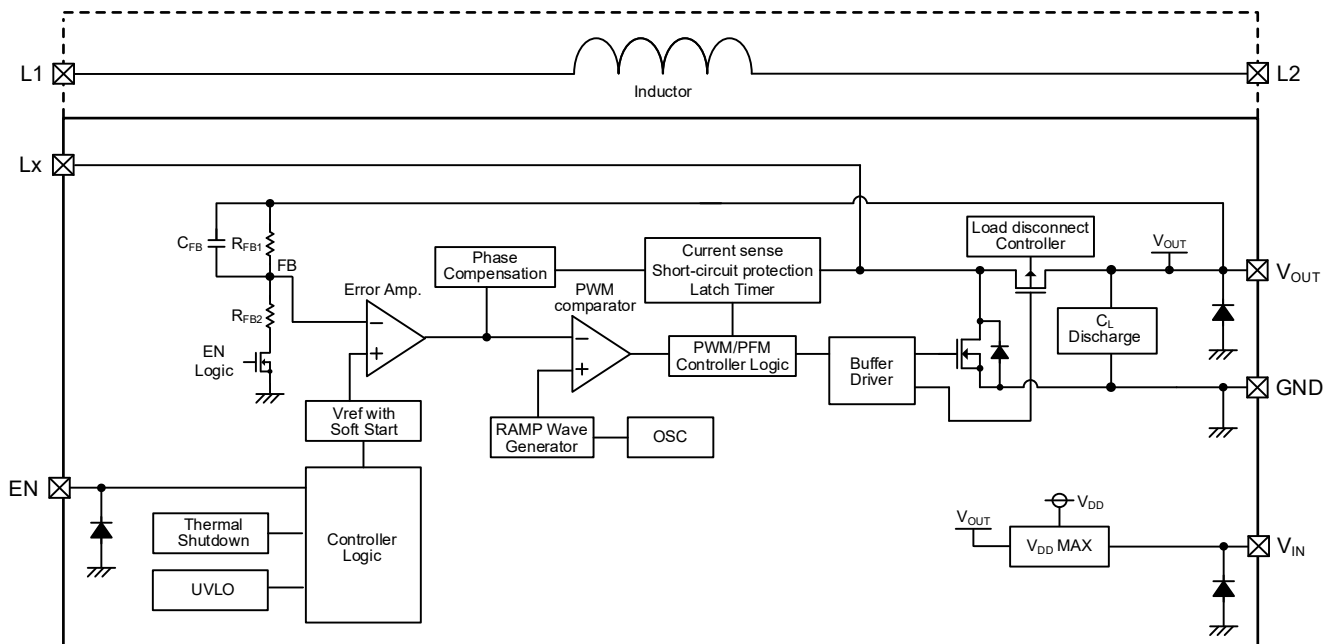 L1
L2
Inductor
Lx
CFB
RFB1
FB
RFB2
EN
Logic
Error Amp.
Phase
Compensation
PWM
comparator
Current sense
Short-circuit protection
Latch Timer
Load disconnect
Controller
VOUT
VOUT
CL
Discharge
PWM/PFM
Controller Logic
Buffer
Driver
GND
Vref with
Soft Start
RAMP Wave
Generator
OSC
EN
Thermal
Shutdown
UVLO
Controller
Logic
VDD
VOUT
VDD MAX
VIN